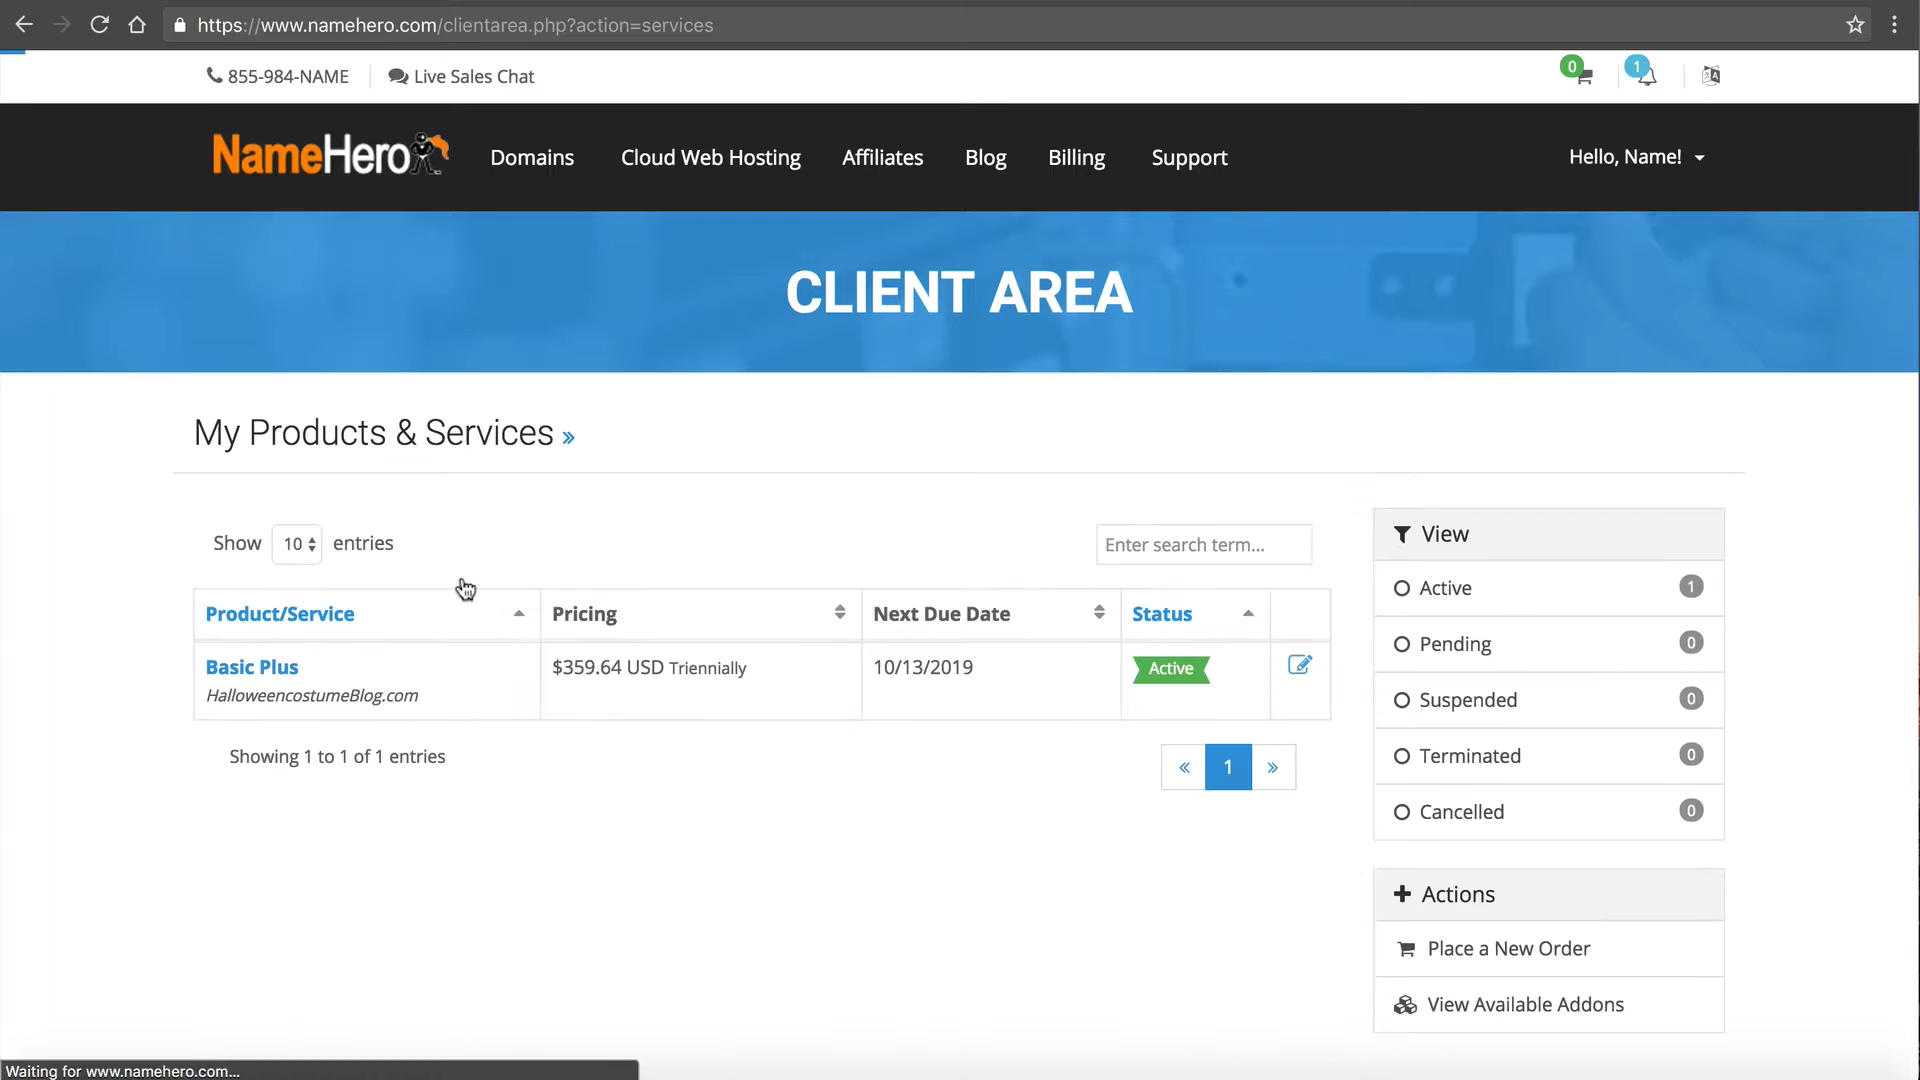 https://www.namehero.com/clientarea.php?action=services
855-984-NAME Live Sales Chat 0 1
NameHero Domains Cloud Web Hosting Affiliates Blog Billing Support Hello, Name!
CLIENT AREA
My Products & Services »
Show 10 entries Enter search term...
Product/Service Pricing Next Due Date Status
Basic Plus $359.64 USD Triennially 10/13/2019 Active
HalloweencostumeBlog.com
Showing 1 to 1 of 1 entries « 1 »
View
Active 1
Pending 0
Suspended 0
Terminated 0
Cancelled 0
Actions
Place a New Order
View Available Addons
Waiting for www.namehero.com...